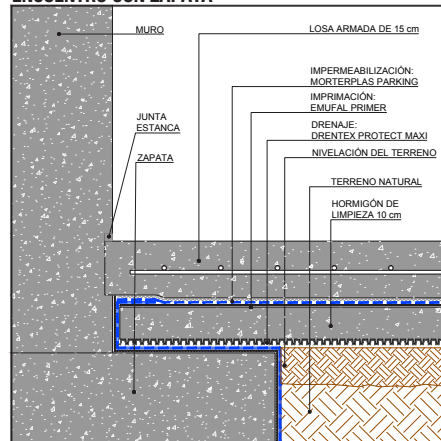 ENCUENTRO CON ZAPATA
MURO
LOSA ARMADA DE 15 cm
IMPERMEABILIZACIÓN:
MORTERPLAS PARKING
IMPRIMACIÓN:
EMUFAL PRIMER
JUNTA
ESTANCA
DRENAJE:
DRENTEX PROTECT MAXI
NIVELACIÓN DEL TERRENO
ZAPATA
TERRENO NATURAL
HORMIGÓN DE
LIMPIEZA 10 cm